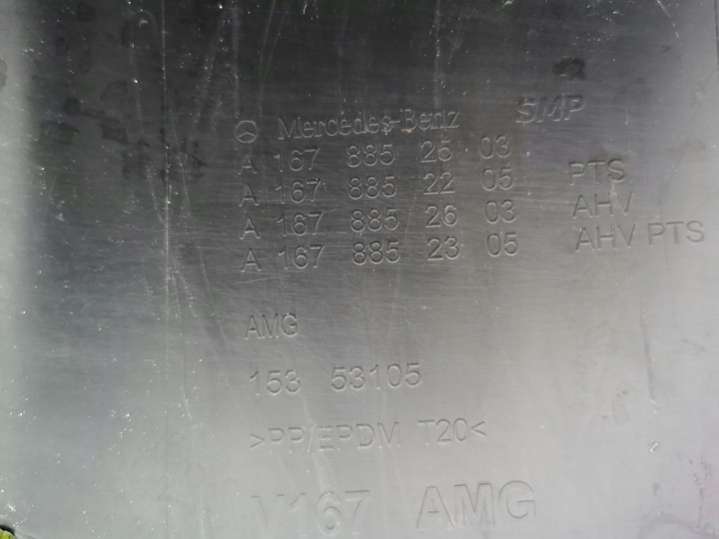 Mercedes-Benz SMP
A 167 885 25 03
A 167 885 22 05 PTS
A 167 885 26 03 AHV
A 167 885 23 05 AHV PTS
AMG
153 53105
>PP/EPDM T20<
V167 AMG